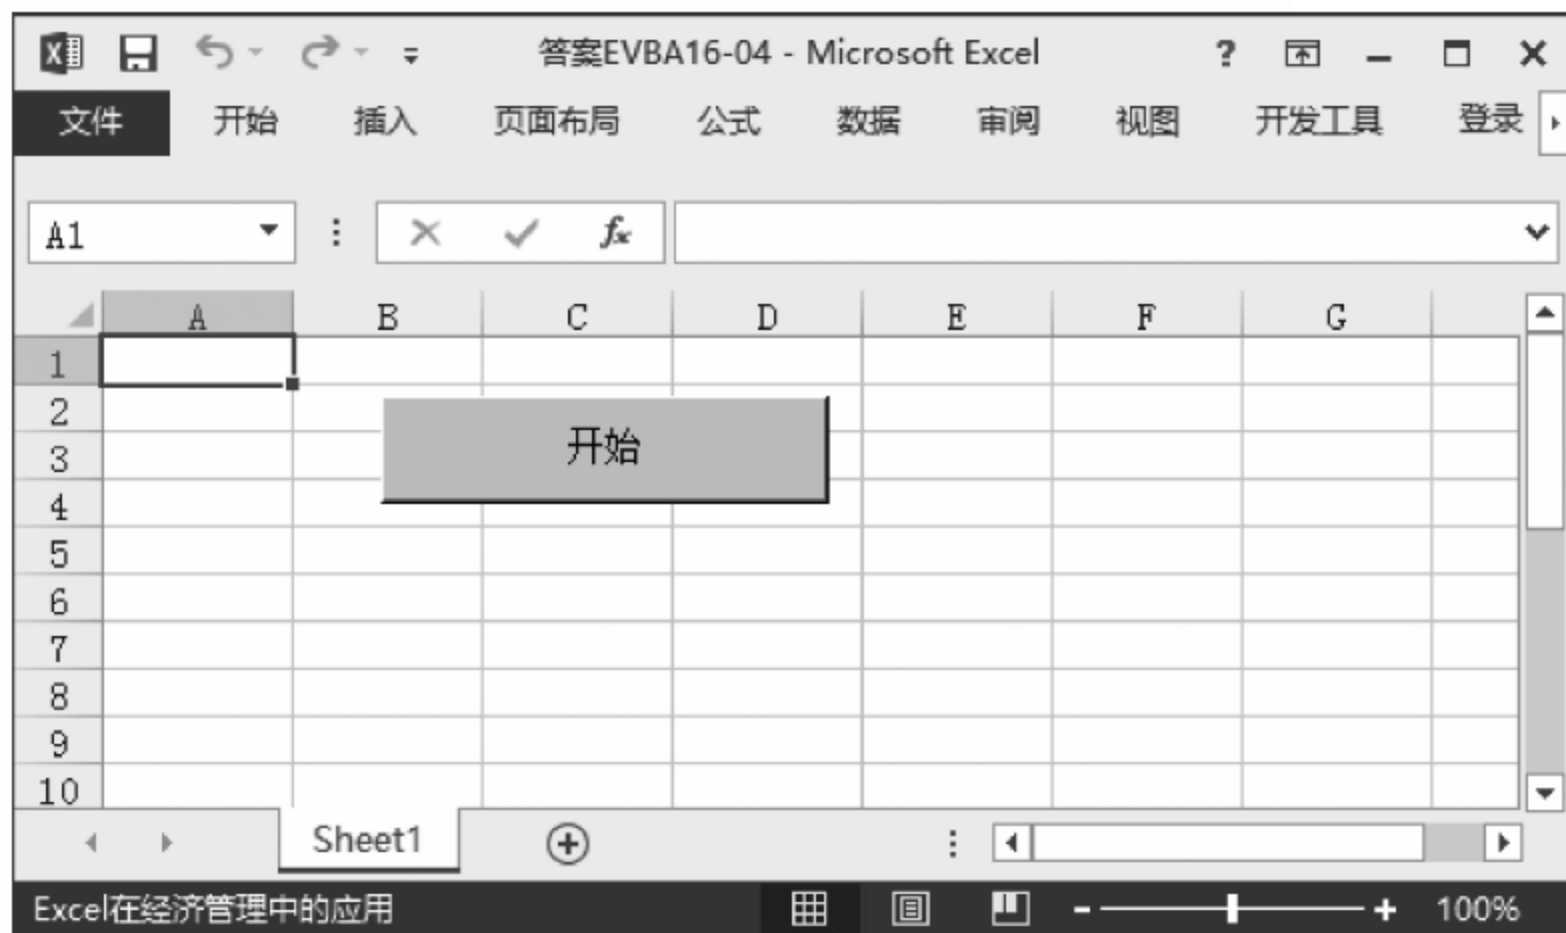 答案EVBA16-04 - Microsoft Excel ?
文件 开始 插入 页面布局 公式 数据 审阅 视图 开发工具 登录
A1 fx
A B C D E F G
1
2
开始
3
4
5
6
7
8
9
10
Sheet1
Excel在经济管理中的应用 100%